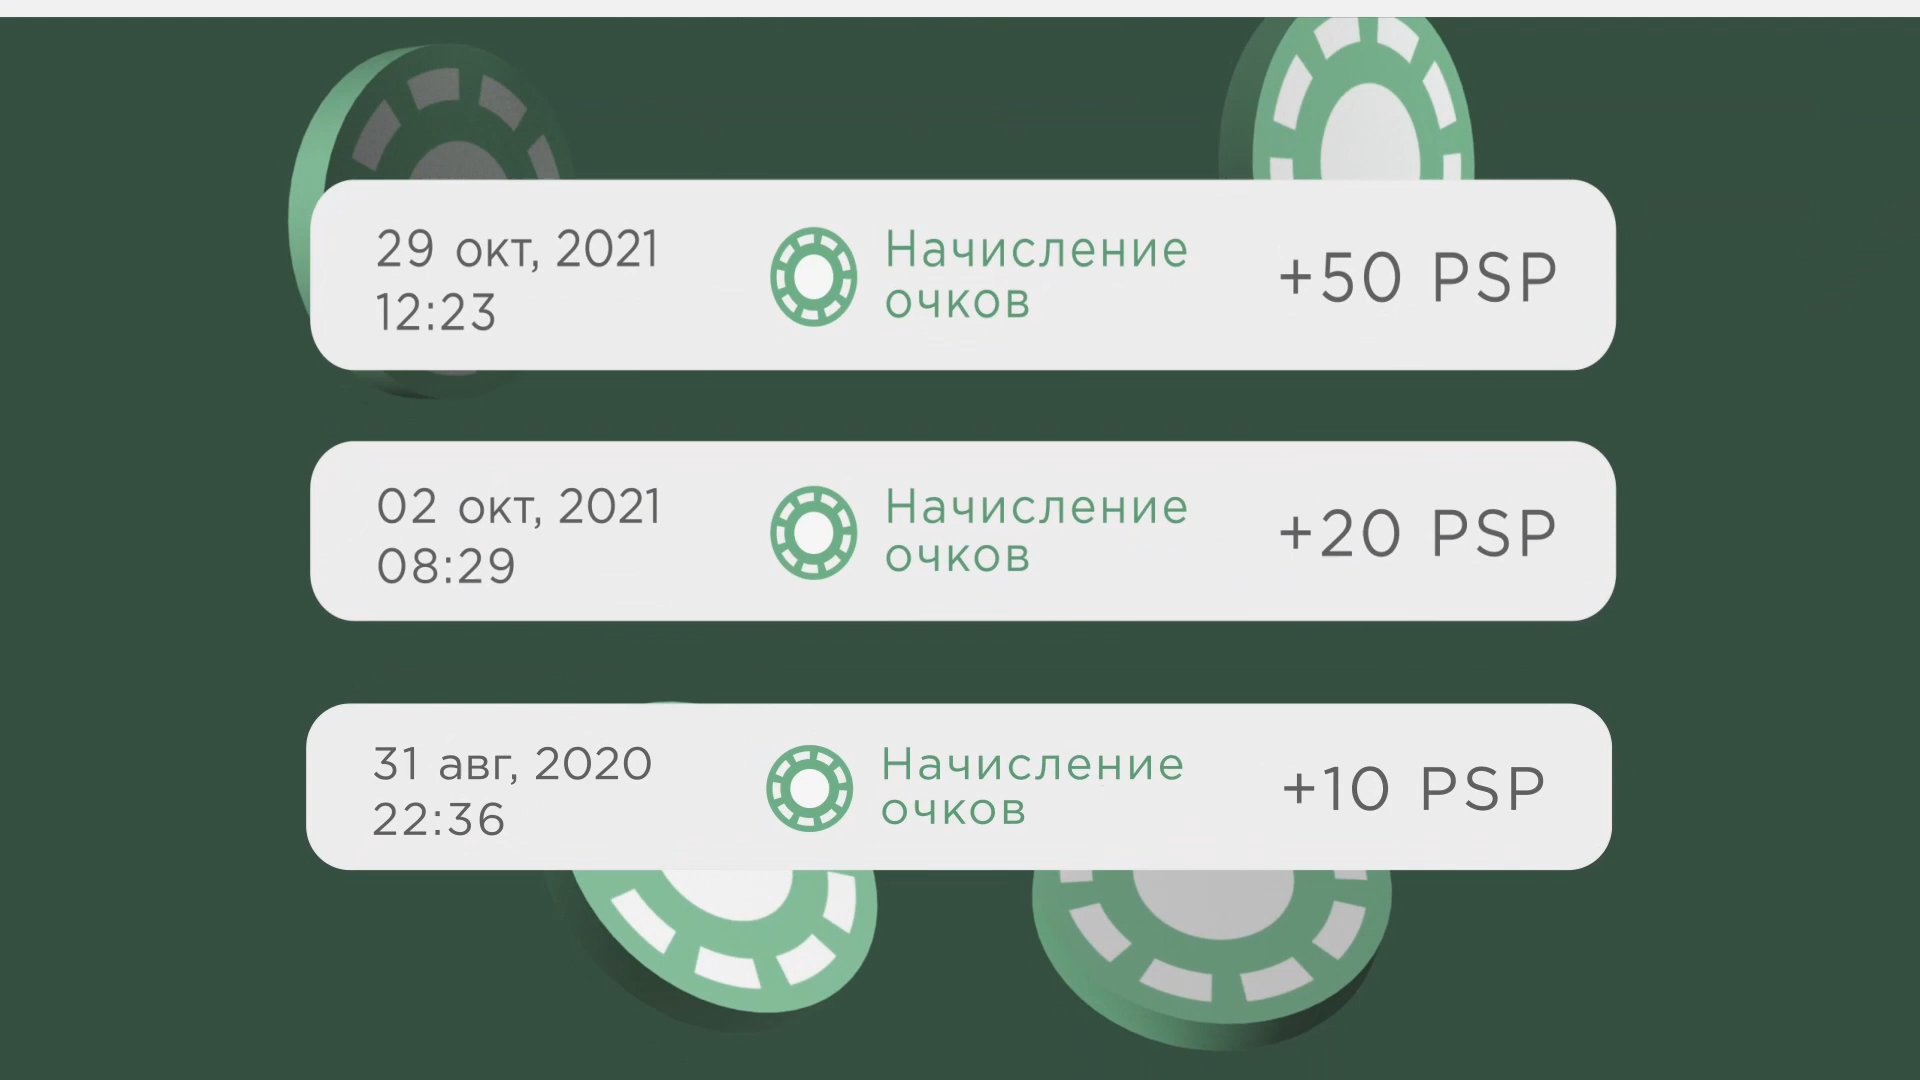 29 окт, 2021
12:23
Начисление
очков
+50 PSP
02 окт, 2021
08:29
Начисление
очков
+20 PSP
31 авг, 2020
22:36
Начисление
очков
+10 PSP